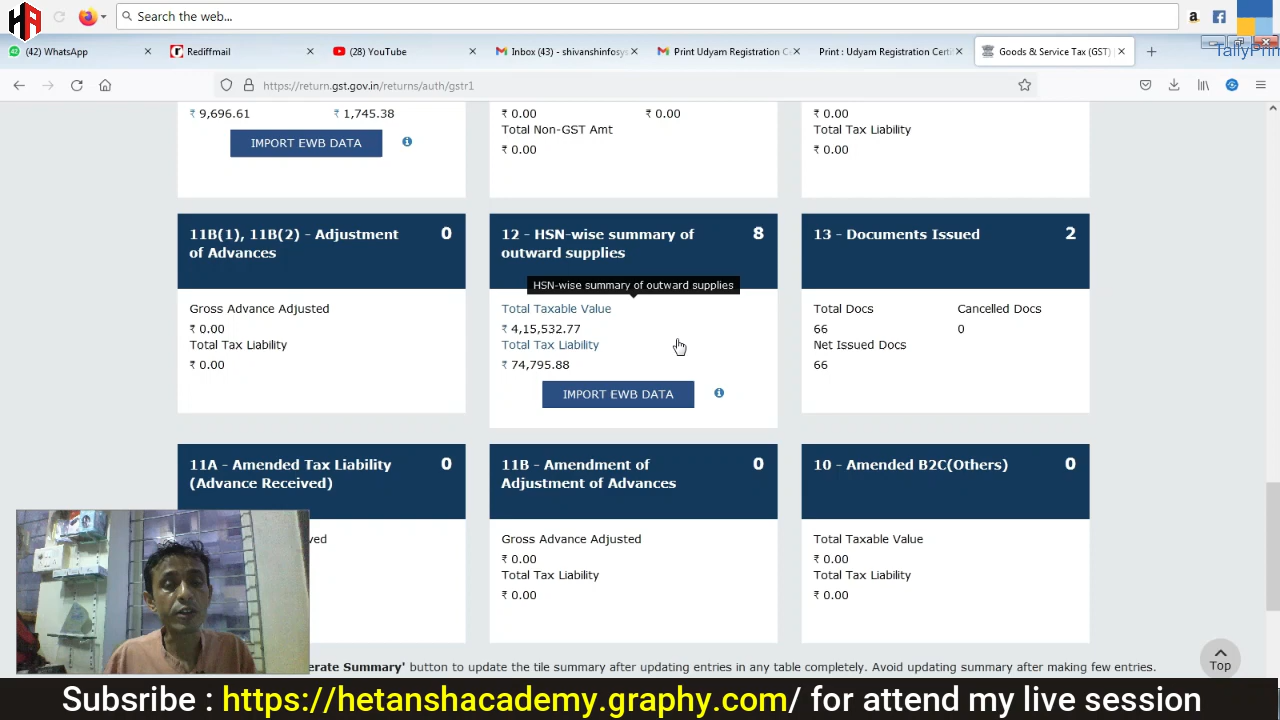 HA
Search the web...
TallyPrim
(42) WhatsApp
Rediffmail
(28) YouTube
Inbox (43) - shivanshinfosys
Print Udyam Registration Ce
Print : Udyam Registration Certi
Goods & Service Tax (GST) |
https://return.gst.gov.in/returns/auth/gstr1
₹ 9,696.61
₹ 1,745.38
IMPORT EWB DATA
₹ 0.00
₹ 0.00
Total Non-GST Amt
₹ 0.00
₹ 0.00
Total Tax Liability
₹ 0.00
11B(1), 11B(2) - Adjustment
of Advances
0
Gross Advance Adjusted
₹ 0.00
Total Tax Liability
₹ 0.00
12 - HSN-wise summary of
outward supplies
8
HSN-wise summary of outward supplies
Total Taxable Value
₹ 4,15,532.77
Total Tax Liability
₹ 74,795.88
IMPORT EWB DATA
13 - Documents Issued
2
Total Docs
66
Cancelled Docs
0
Net Issued Docs
66
11A - Amended Tax Liability
(Advance Received)
0
ved
11B - Amendment of
Adjustment of Advances
0
Gross Advance Adjusted
₹ 0.00
Total Tax Liability
₹ 0.00
10 - Amended B2C(Others)
0
Total Taxable Value
₹ 0.00
Total Tax Liability
₹ 0.00
erate Summary' button to update the tile summary after updating entries in any table completely. Avoid updating summary after making few entries.
Top
Subsribe : https://hetanshacademy.graphy.com/ for attend my live session